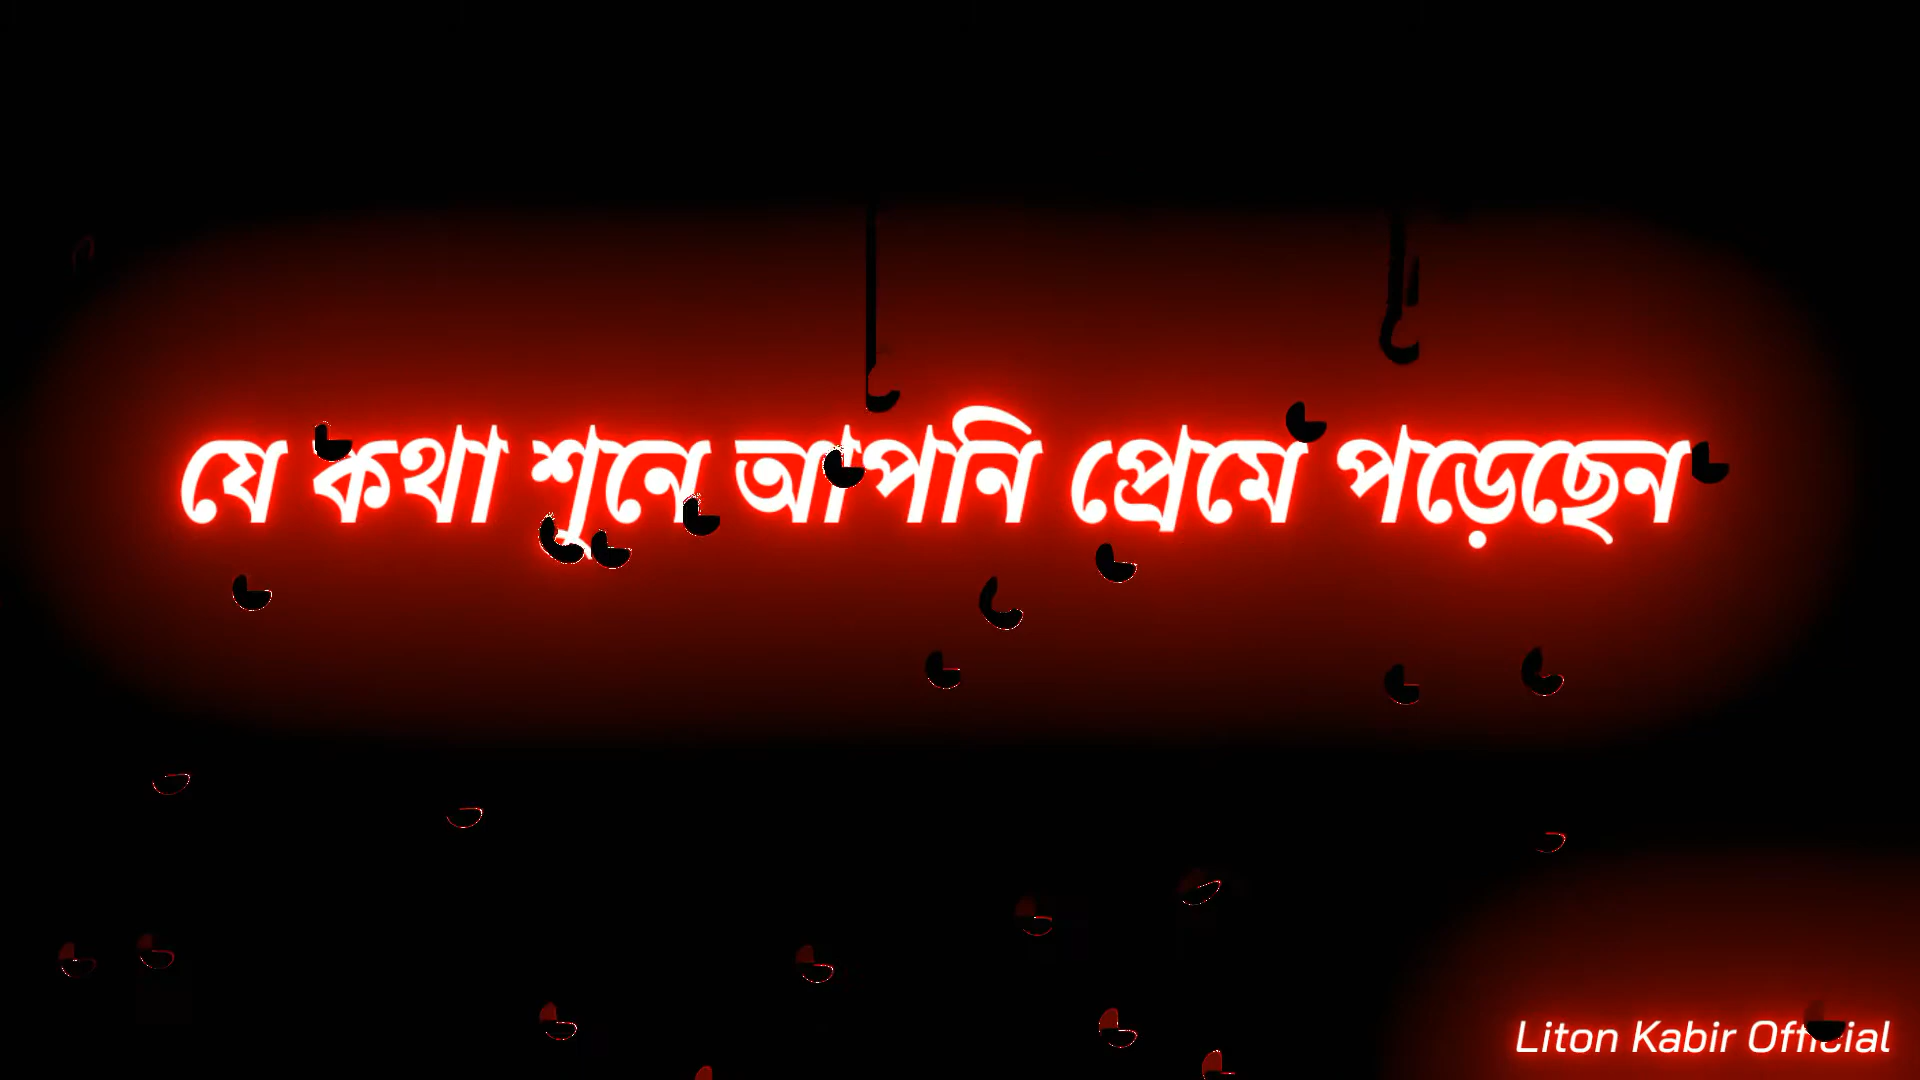 যে কথা শুনে আপনি প্রেমে পড়েছেন
Liton Kabir Official